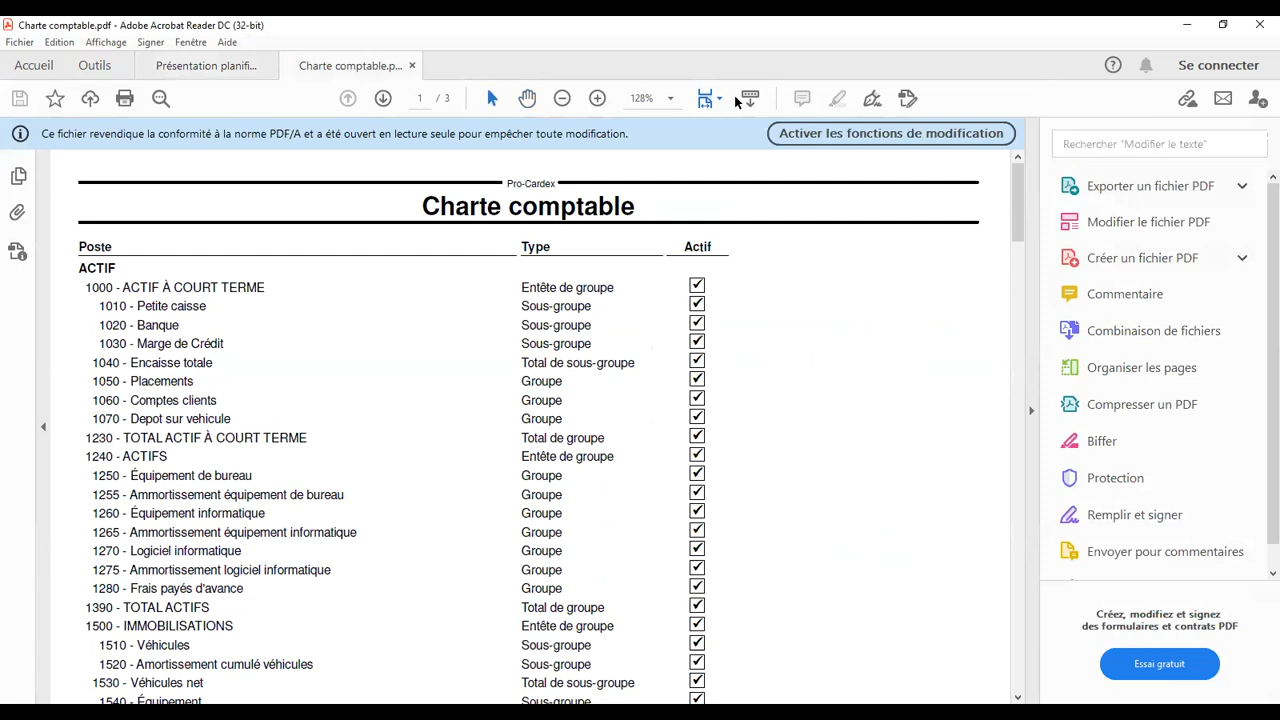 Charte comptable.pdf - Adobe Acrobat Reader DC (32-bit)
Fichier Edition Affichage Signer Fenêtre Aide
Accueil Outils Présentation planifi... Charte comptable.p... × Se connecter
1 / 3 128%
Ce fichier revendique la conformité à la norme PDF/A et a été ouvert en lecture seule pour empêcher toute modification. Activer les fonctions de modification
Pro-Cardex
Charte comptable
Poste Type Actif
ACTIF
1000 - ACTIF À COURT TERME Entête de groupe
1010 - Petite caisse Sous-groupe
1020 - Banque Sous-groupe
1030 - Marge de Crédit Sous-groupe
1040 - Encaisse totale Total de sous-groupe
1050 - Placements Groupe
1060 - Comptes clients Groupe
1070 - Depot sur vehicule Groupe
1230 - TOTAL ACTIF À COURT TERME Total de groupe
1240 - ACTIFS Entête de groupe
1250 - Équipement de bureau Groupe
1255 - Ammortissement équipement de bureau Groupe
1260 - Équipement informatique Groupe
1265 - Ammortissement équipement informatique Groupe
1270 - Logiciel informatique Groupe
1275 - Ammortissement logiciel informatique Groupe
1280 - Frais payés d'avance Groupe
1390 - TOTAL ACTIFS Total de groupe
1500 - IMMOBILISATIONS Entête de groupe
1510 - Véhicules Sous-groupe
1520 - Amortissement cumulé véhicules Sous-groupe
1530 - Véhicules net Total de sous-groupe
1540 - Équipement Sous-groupe
Rechercher "Modifier le texte"
Exporter un fichier PDF
Modifier le fichier PDF
Créer un fichier PDF
Commentaire
Combinaison de fichiers
Organiser les pages
Compresser un PDF
Biffer
Protection
Remplir et signer
Envoyer pour commentaires
Créez, modifiez et signez
des formulaires et contrats PDF
Essai gratuit